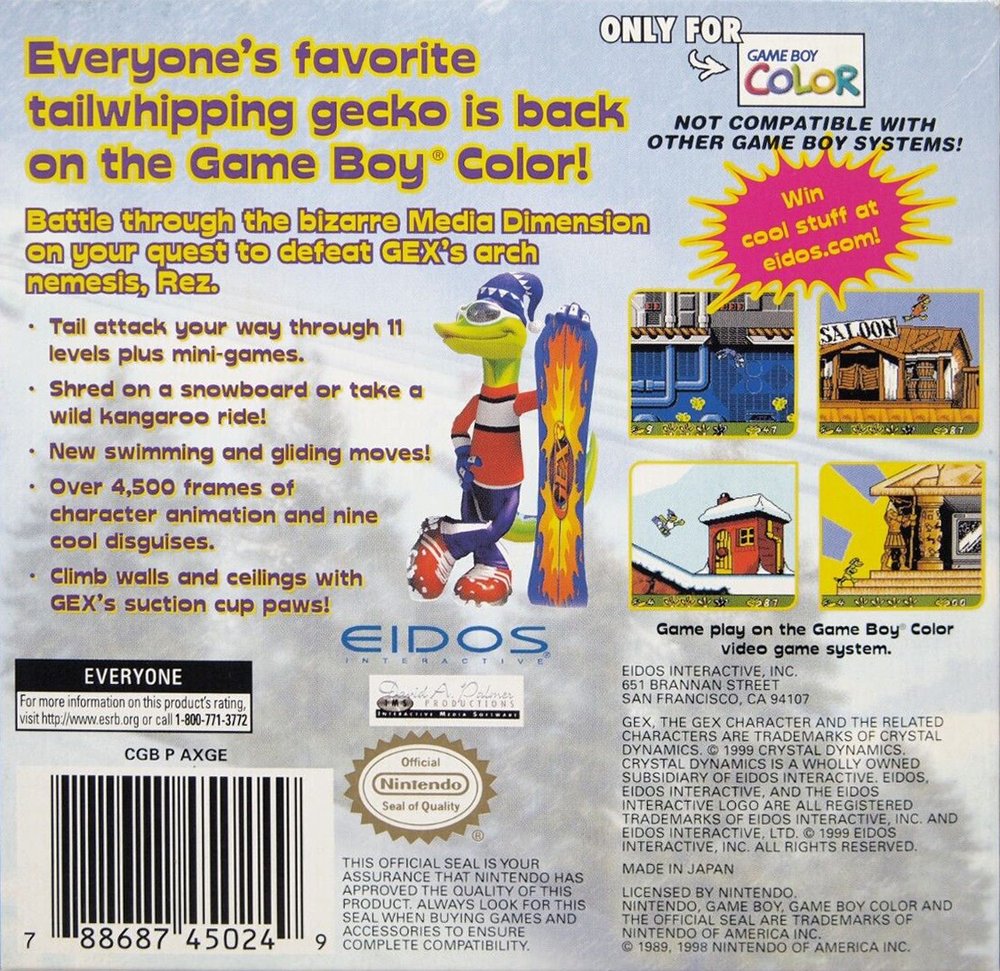 Everyone's favorite
tailwhipping gecko is back
on the Game Boy® Color!
Battle through the bizarre Media Dimension
on your quest to defeat GEX's arch
nemesis, Rez.
· Tail attack your way through 11
levels plus mini-games.
· Shred on a snowboard or take a
wild kangaroo ride!
· New swimming and gliding moves!
· Over 4,500 frames of
character animation and nine
cool disguises.
· Climb walls and ceilings with
GEX's suction cup paws!
ONLY FOR
GAME BOY
COLOR
NOT COMPATIBLE WITH
OTHER GAME BOY SYSTEMS!
Win
cool stuff at
eidos.com!
SALOON
Game play on the Game Boy® Color
video game system.
EIDOS®
INTERACTIVE
David A. Palmer
IMS PRODUCTIONS
INTERACTIVE MEDIA SOFTWARE
EVERYONE
For more information on this product's rating,
visit http://www.esrb.org or call 1-800-771-3772
CGB P AXGE
7 88687 45024 9
Official
Nintendo
Seal of Quality
®
THIS OFFICIAL SEAL IS YOUR
ASSURANCE THAT NINTENDO HAS
APPROVED THE QUALITY OF THIS
PRODUCT. ALWAYS LOOK FOR THIS
SEAL WHEN BUYING GAMES AND
ACCESSORIES TO ENSURE
COMPLETE COMPATIBILITY.
EIDOS INTERACTIVE, INC.
651 BRANNAN STREET
SAN FRANCISCO, CA 94107
GEX, THE GEX CHARACTER AND THE RELATED
CHARACTERS ARE TRADEMARKS OF CRYSTAL
DYNAMICS. © 1999 CRYSTAL DYNAMICS.
CRYSTAL DYNAMICS IS A WHOLLY OWNED
SUBSIDIARY OF EIDOS INTERACTIVE. EIDOS,
EIDOS INTERACTIVE, AND THE EIDOS
INTERACTIVE LOGO ARE ALL REGISTERED
TRADEMARKS OF EIDOS INTERACTIVE, INC. AND
EIDOS INTERACTIVE, LTD. © 1999 EIDOS
INTERACTIVE, INC. ALL RIGHTS RESERVED.
MADE IN JAPAN
LICENSED BY NINTENDO.
NINTENDO, GAME BOY, GAME BOY COLOR AND
THE OFFICIAL SEAL ARE TRADEMARKS OF
NINTENDO OF AMERICA INC.
© 1989, 1998 NINTENDO OF AMERICA INC.